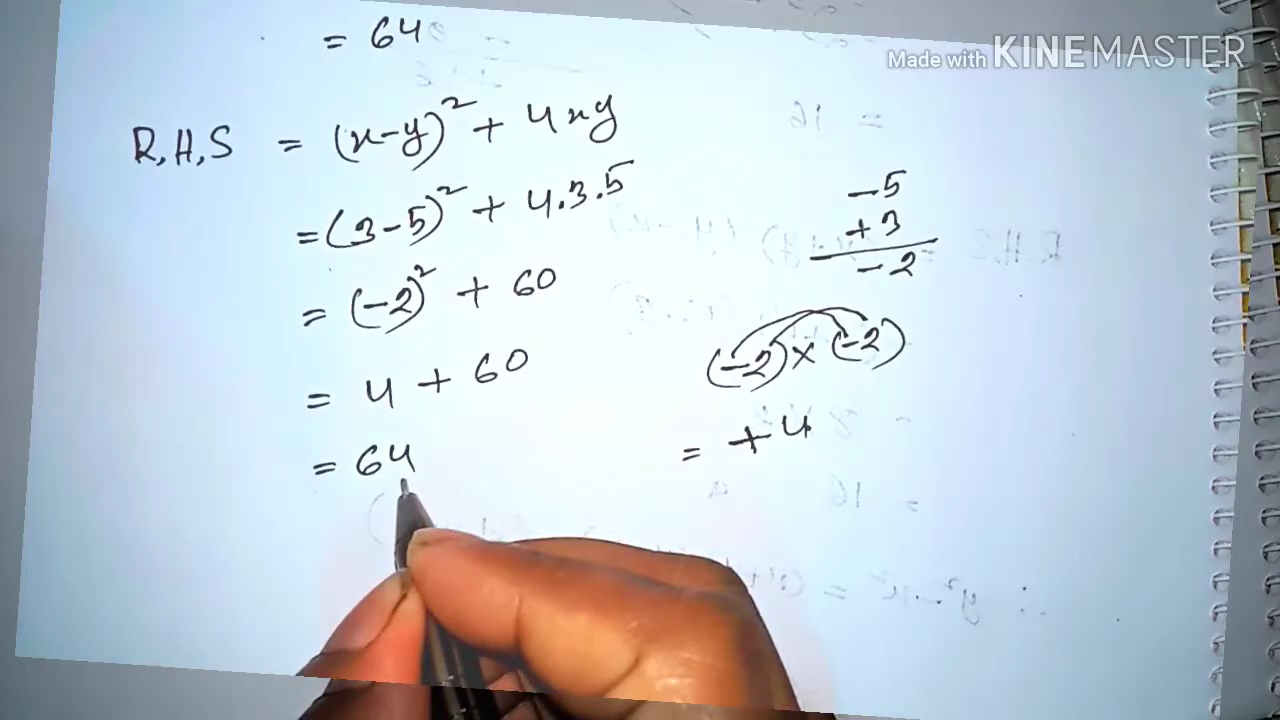 = 64
Made with KINEMASTER
R.H.S = (x-y)² + 4xy
= (3-5)² + 4.3.5
= (-2)² + 60
= 4 + 60
= 64
-5
+3
-2
(-2) × (-2)
= +4